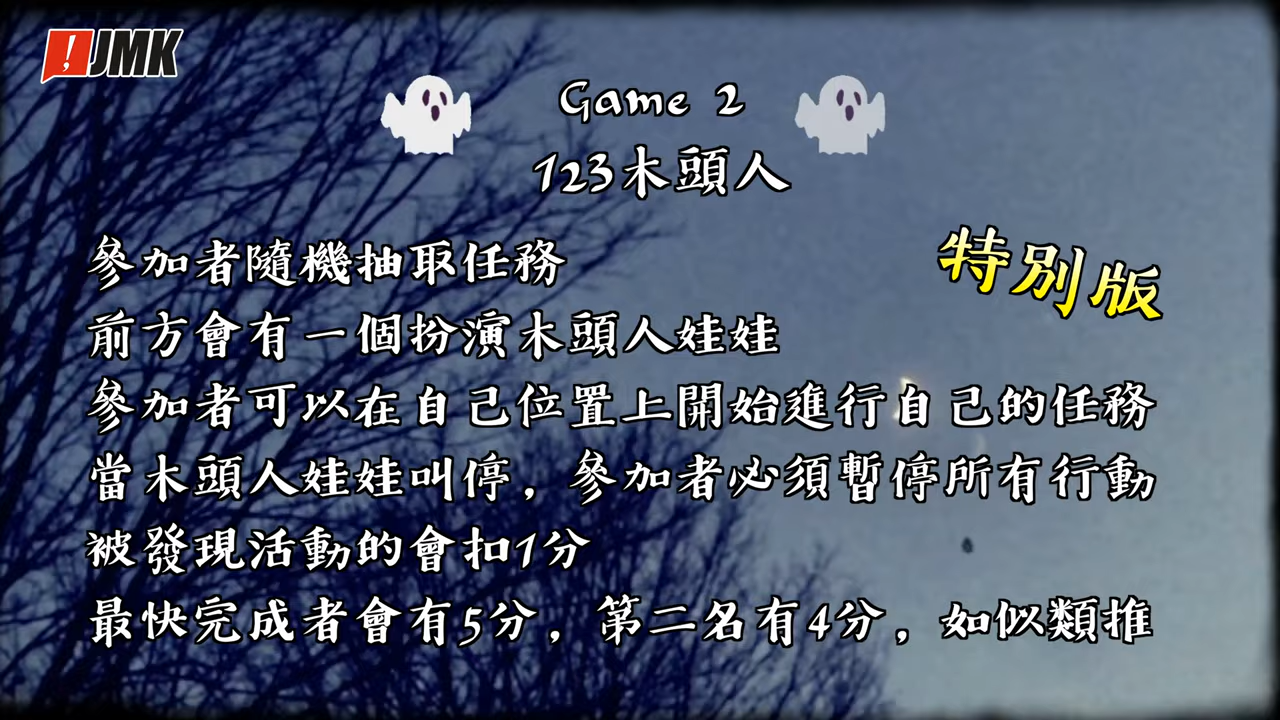 JMK
Game 2
123木頭人
特別版
參加者隨機抽取任務
前方會有一個扮演木頭人娃娃
參加者可以在自己位置上開始進行自己的任務
當木頭人娃娃叫停，參加者必須暫停所有行動
被發現活動的會扣1分
最快完成者會有5分，第二名有4分，如似類推